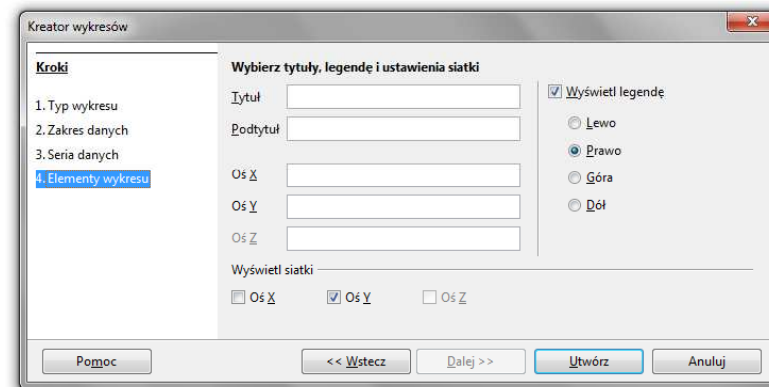 Kreator wykresów
Kroki
1. Typ wykresu
2. Zakres danych
3. Seria danych
4. Elementy wykresu
Wybierz tytuły, legendę i ustawienia siatki
Tytuł
Podtytuł
Oś X
Oś Y
Oś Z
Wyświetl legendę
Lewo
Prawo
Góra
Dół
Wyświetl siatki
Oś X Oś Y Oś Z
Pomoc << Wstecz Dalej >> Utwórz Anuluj